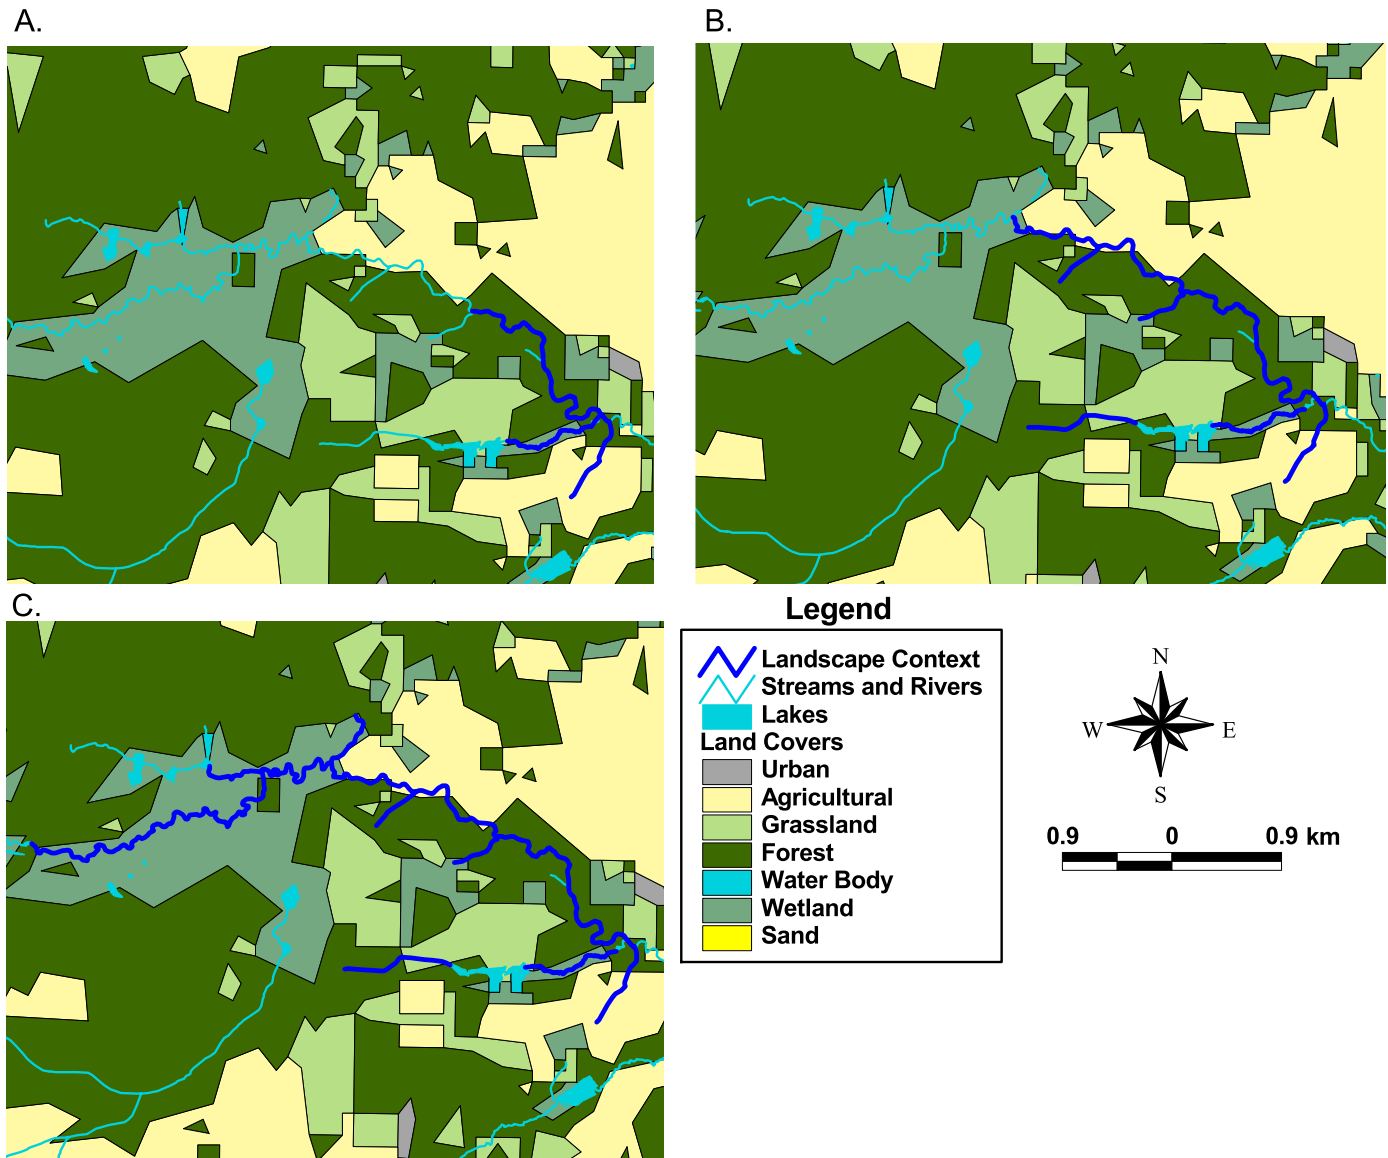 A.
B.
C.
Legend
Landscape Context
Streams and Rivers
Lakes
Land Covers
Urban
Agricultural
Grassland
Forest
Water Body
Wetland
Sand
N
W E
S
0.9 0 0.9 km